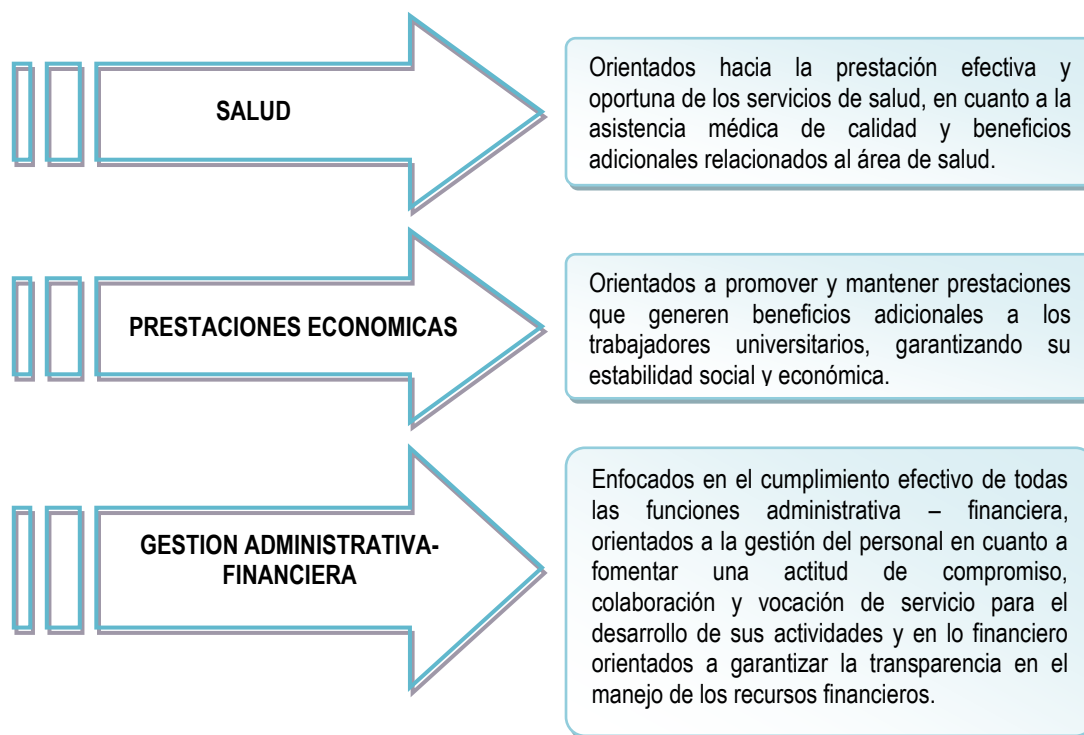 SALUD
Orientados hacia la prestación efectiva y
oportuna de los servicios de salud, en cuanto a la
asistencia médica de calidad y beneficios
adicionales relacionados al área de salud.
PRESTACIONES ECONOMICAS
Orientados a promover y mantener prestaciones
que generen beneficios adicionales a los
trabajadores universitarios, garantizando su
estabilidad social y económica.
GESTION ADMINISTRATIVA-
FINANCIERA
Enfocados en el cumplimiento efectivo de todas
las funciones administrativa – financiera,
orientados a la gestión del personal en cuanto a
fomentar una actitud de compromiso,
colaboración y vocación de servicio para el
desarrollo de sus actividades y en lo financiero
orientados a garantizar la transparencia en el
manejo de los recursos financieros.